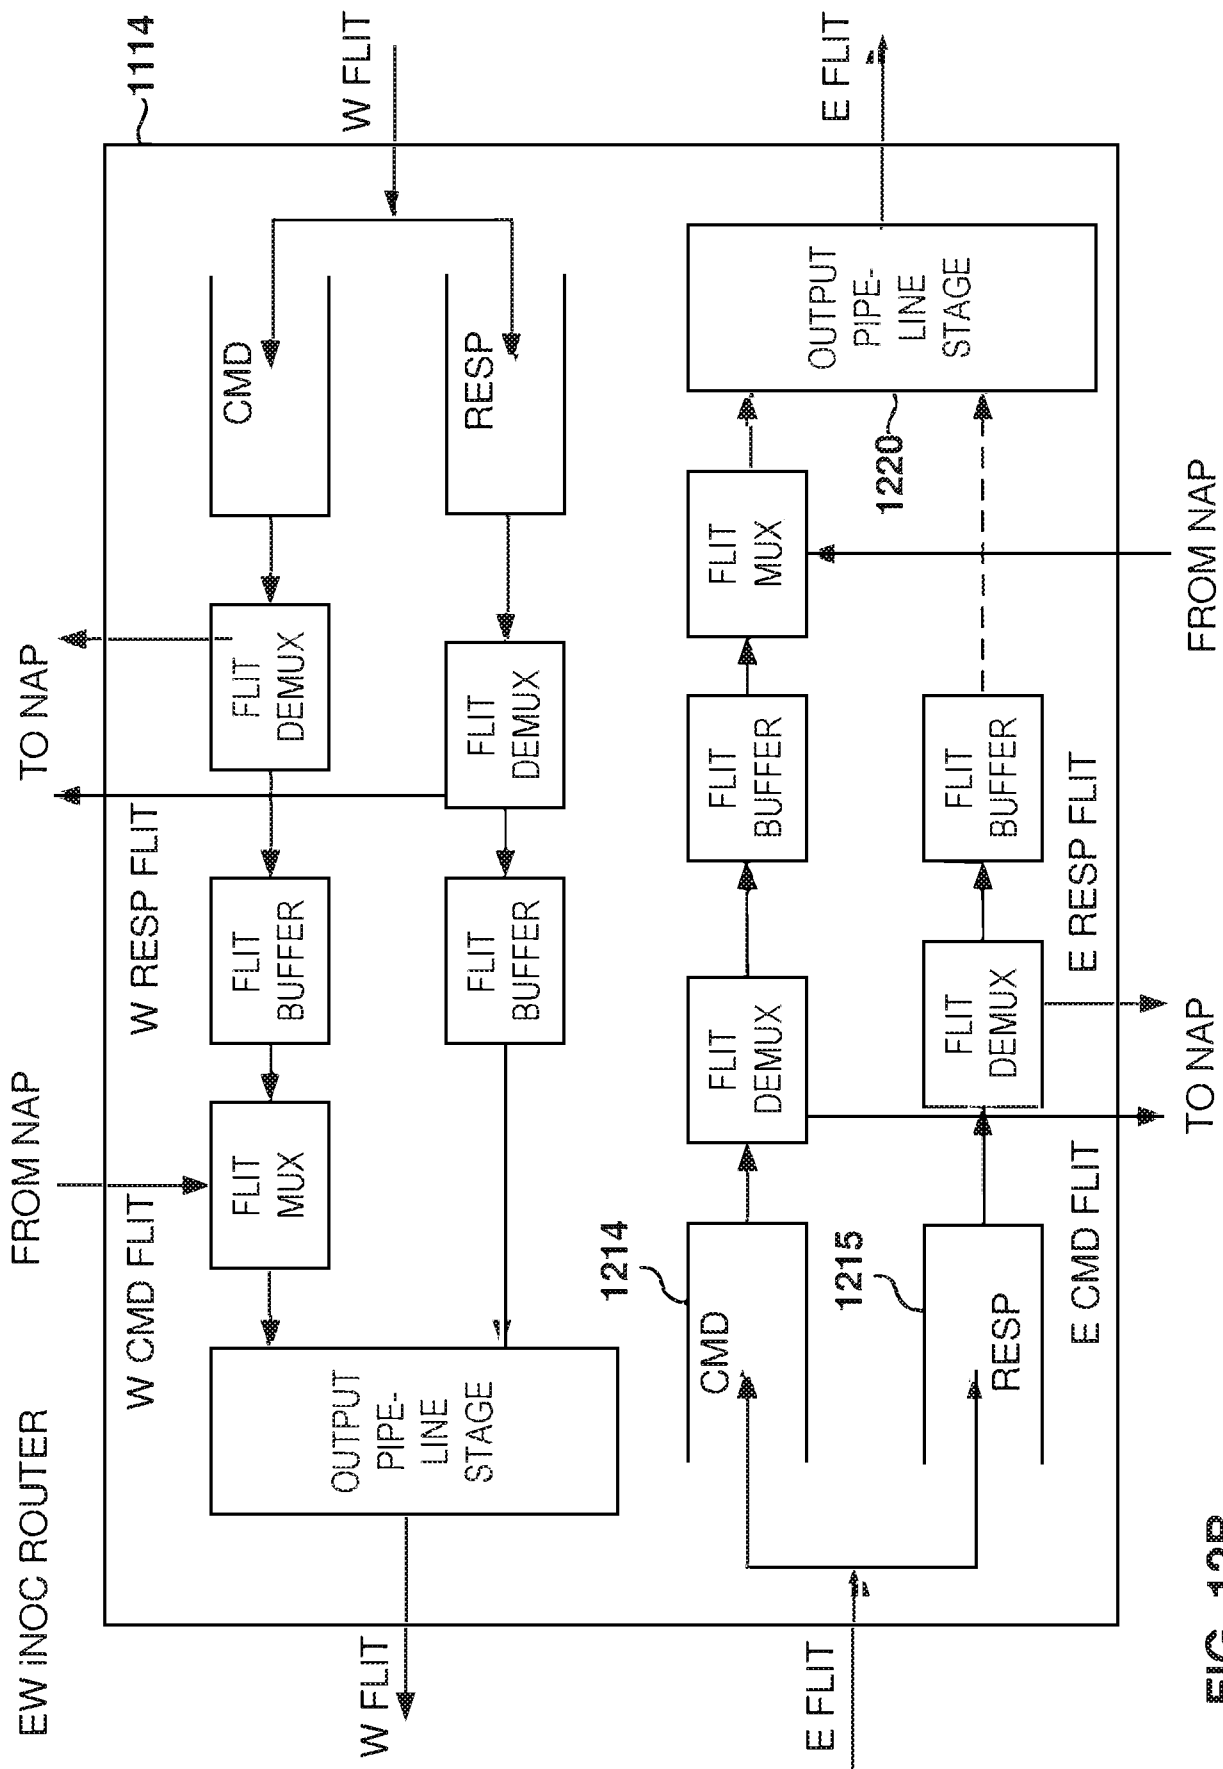 EW iNOC ROUTER
1114
FROM NAP
W CMD FLIT
W RESP FLIT
TO NAP
W FLIT
OUTPUT
PIPE-
LINE
STAGE
FLIT
MUX
FLIT
BUFFER
FLIT
DEMUX
CMD
FLIT
BUFFER
FLIT
DEMUX
RESP
W FLIT
E FLIT
1214
CMD
FLIT
DEMUX
FLIT
BUFFER
FLIT
MUX
1220
OUTPUT
PIPE-
LINE
STAGE
E FLIT
1215
RESP
FLIT
DEMUX
FLIT
BUFFER
E CMD FLIT
E RESP FLIT
TO NAP
FROM NAP